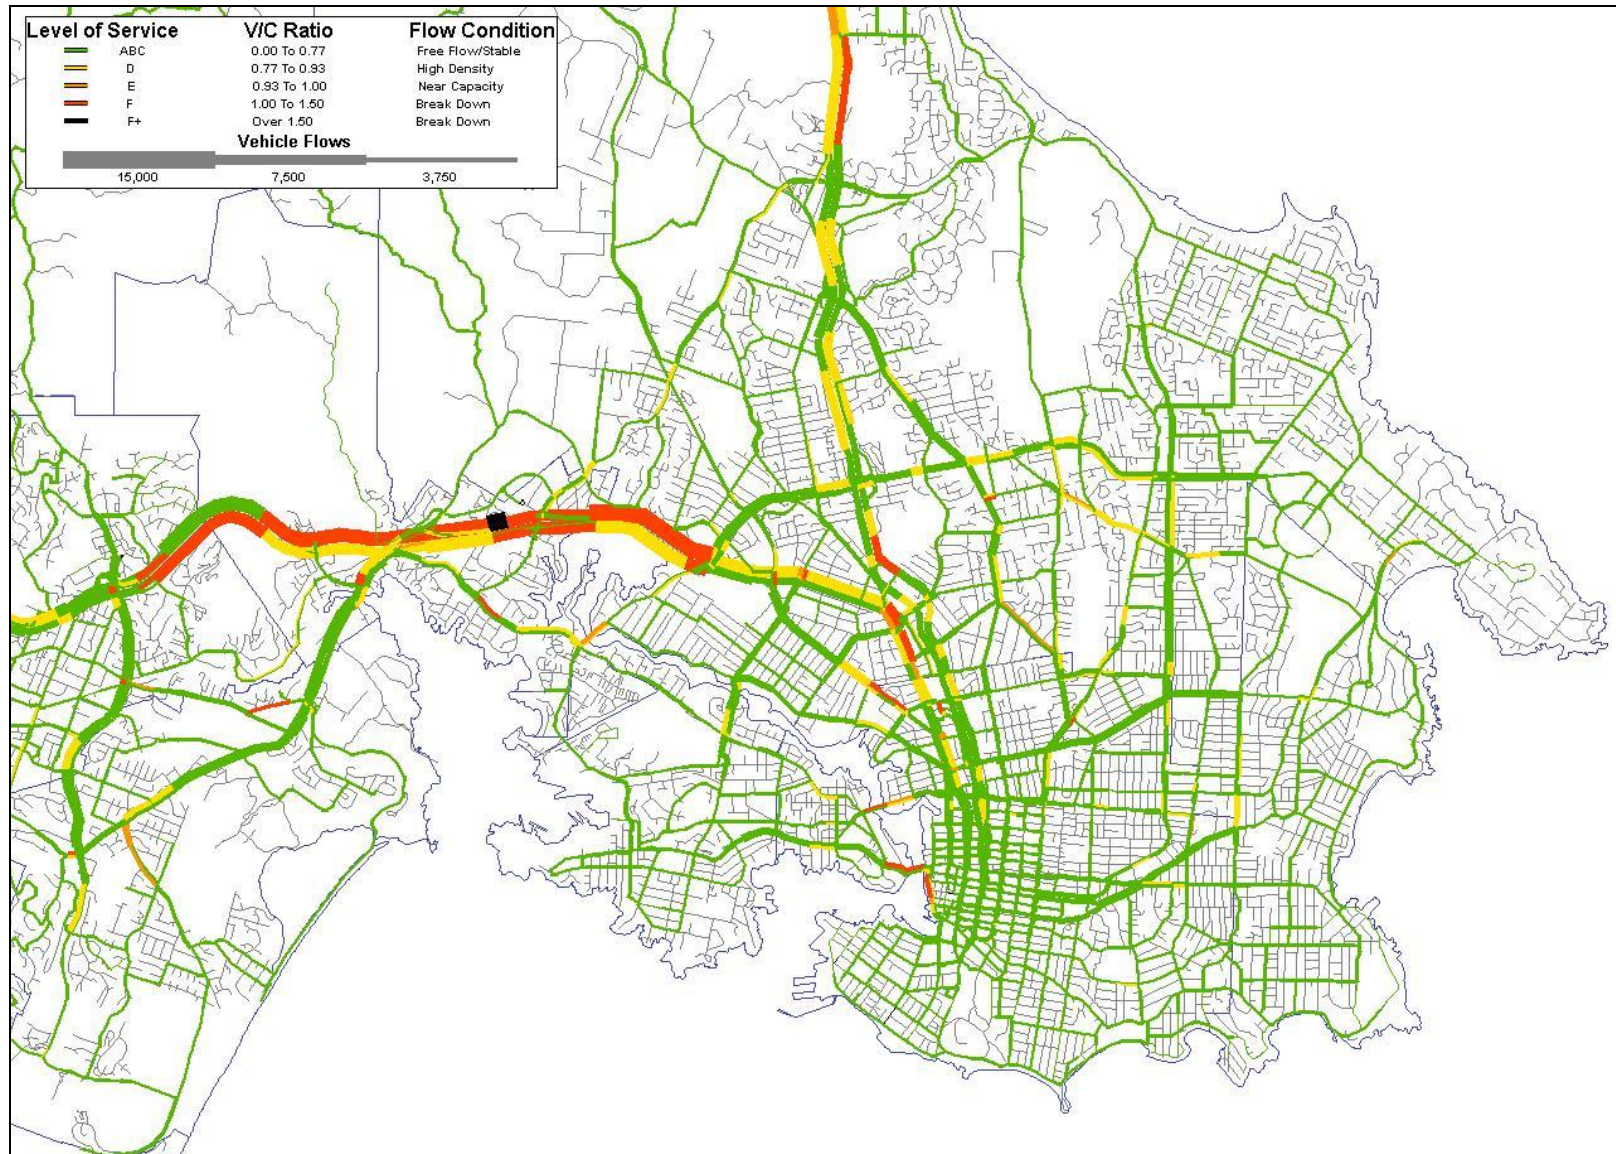 Level of Service V/C Ratio Flow Condition
ABC 0.00 To 0.77 Free Flow/Stable
D 0.77 To 0.93 High Density
E 0.93 To 1.00 Near Capacity
F 1.00 To 1.50 Break Down
F+ Over 1.50 Break Down
Vehicle Flows
15,000 7,500 3,750